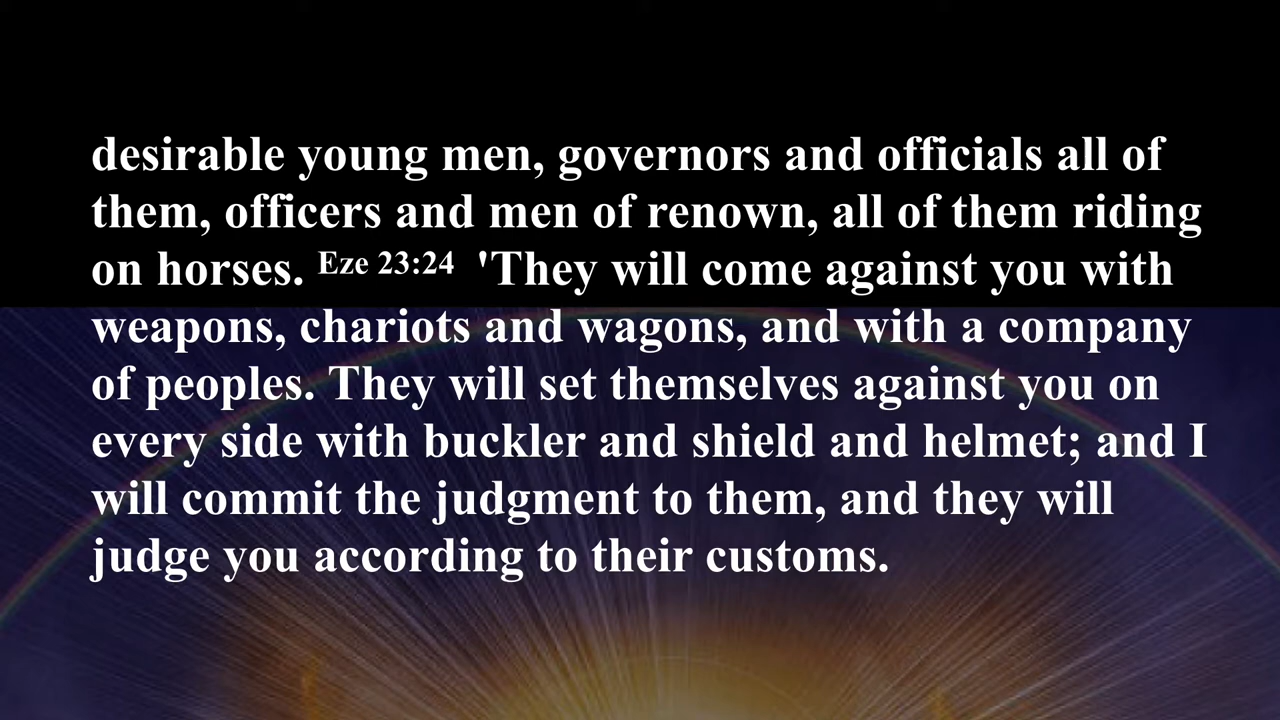 desirable young men, governors and officials all of
them, officers and men of renown, all of them riding
on horses. Eze 23:24 'They will come against you with
weapons, chariots and wagons, and with a company
of peoples. They will set themselves against you on
every side with buckler and shield and helmet; and I
will commit the judgment to them, and they will
judge you according to their customs.